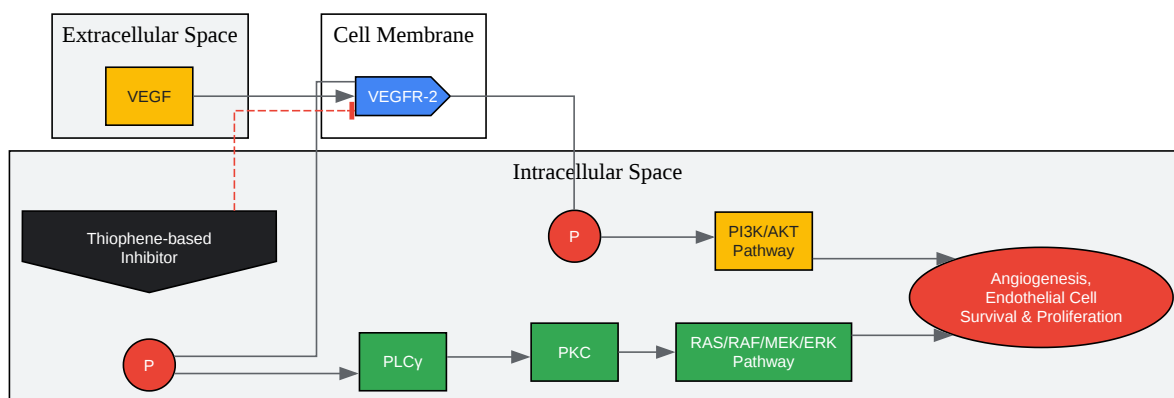 Extracellular Space
Cell Membrane
VEGF
VEGFR-2
Intracellular Space
Thiophene-based
Inhibitor
P
PI3K/AKT
Pathway
Angiogenesis,
Endothelial Cell
Survival & Proliferation
P
PLCγ
PKC
RAS/RAF/MEK/ERK
Pathway